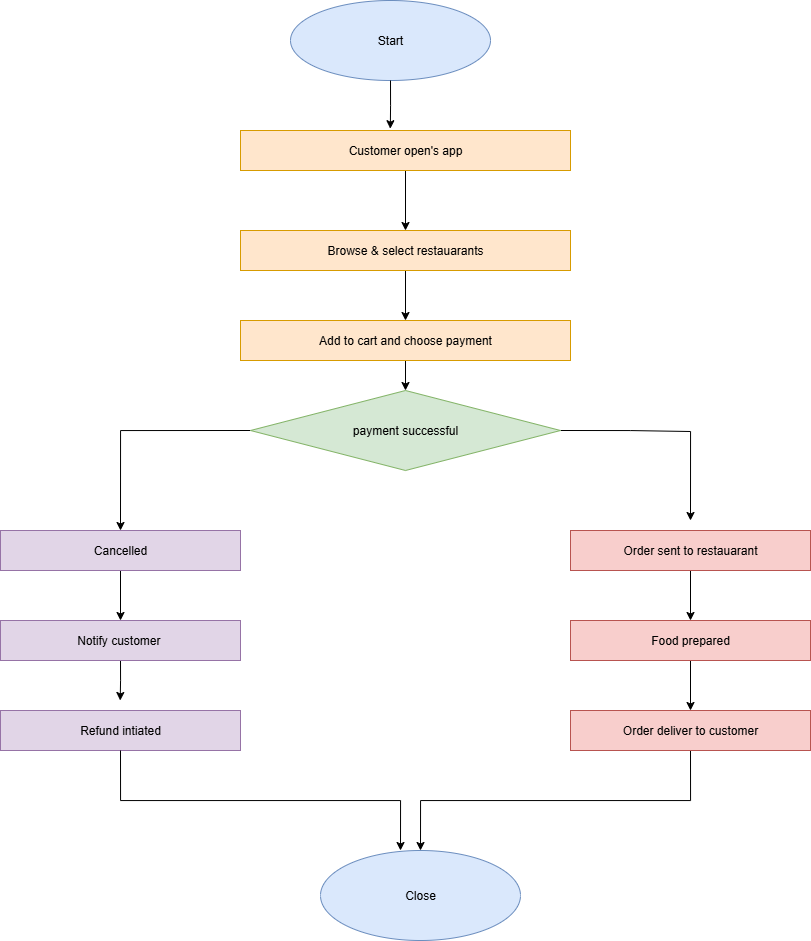 Start
Customer open's app
Browse & select restauarants
Add to cart and choose payment
payment successful
Cancelled
Order sent to restauarant
Notify customer
Food prepared
Refund intiated
Order deliver to customer
Close